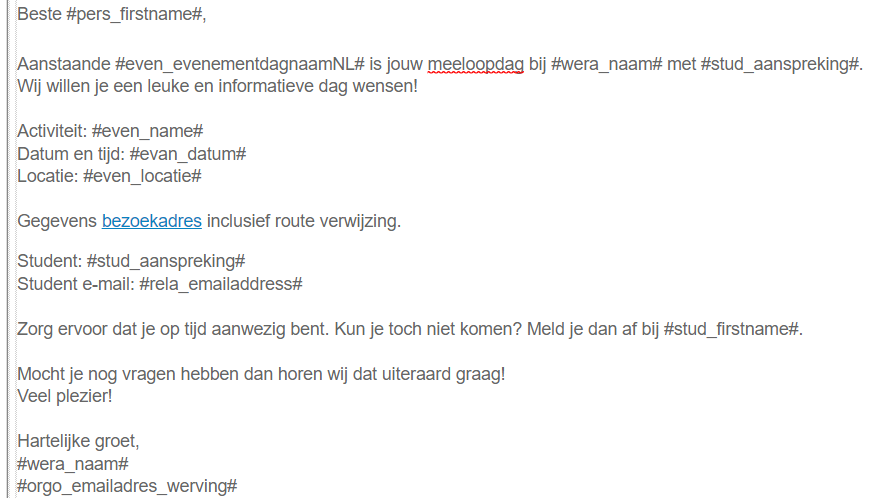 Beste #pers_firstname#,
Aanstaande #even_evenementdagnaamNL# is jouw meeloopdag bij #wera_naam# met #stud_aanspreking#.
Wij willen je een leuke en informatieve dag wensen!
Activiteit: #even_name#
Datum en tijd: #evan_datum#
Locatie: #even_locatie#
Gegevens bezoekadres inclusief route verwijzing.
Student: #stud_aanspreking#
Student e-mail: #rela_emailaddress#
Zorg ervoor dat je op tijd aanwezig bent. Kun je toch niet komen? Meld je dan af bij #stud_firstname#.
Mocht je nog vragen hebben dan horen wij dat uiteraard graag!
Veel plezier!
Hartelijke groet,
#wera_naam#
#orgo_emailadres_werving#